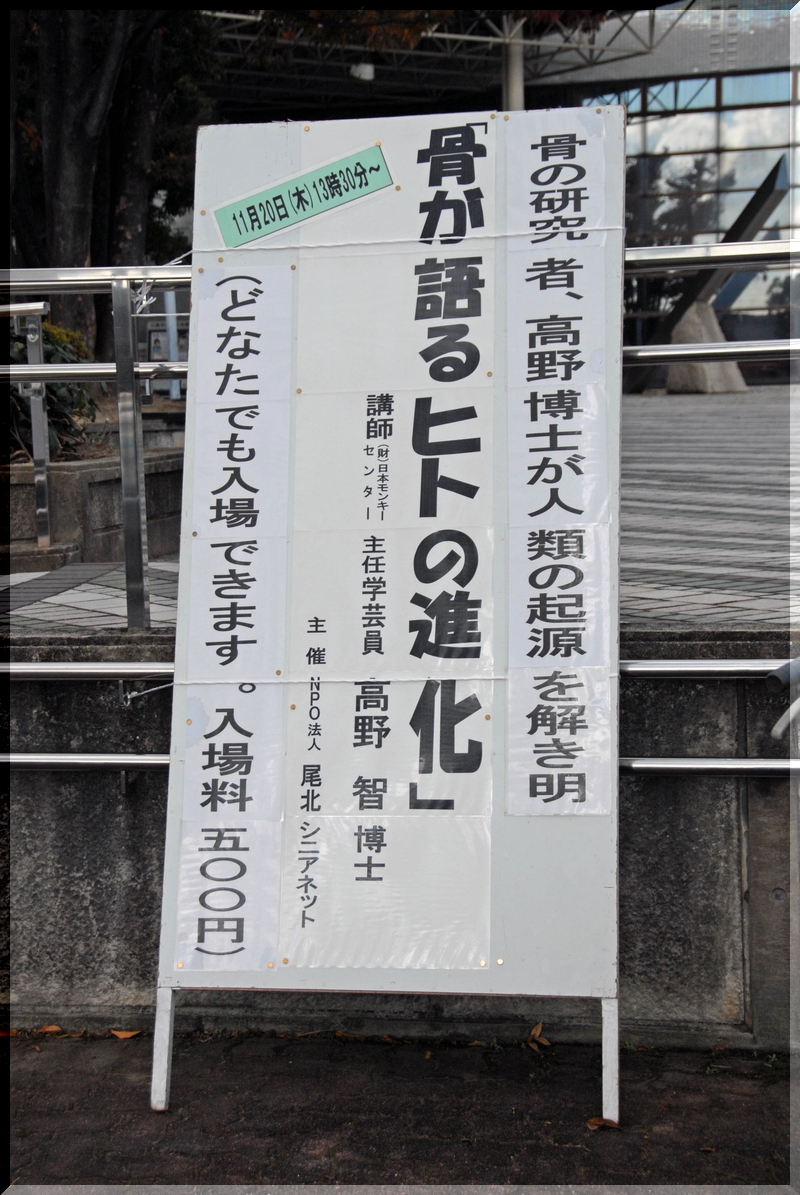 骨の研究者、高野博士が人類の起源を解き明
「骨が語るヒトの進化」
11月20日(木)13時30分～
講師 (財)日本モンキーセンター 主任学芸員 高野 智 博士
主催 NPO法人 尾北シニアネット
(どなたでも入場できます。入場料 五〇〇円)